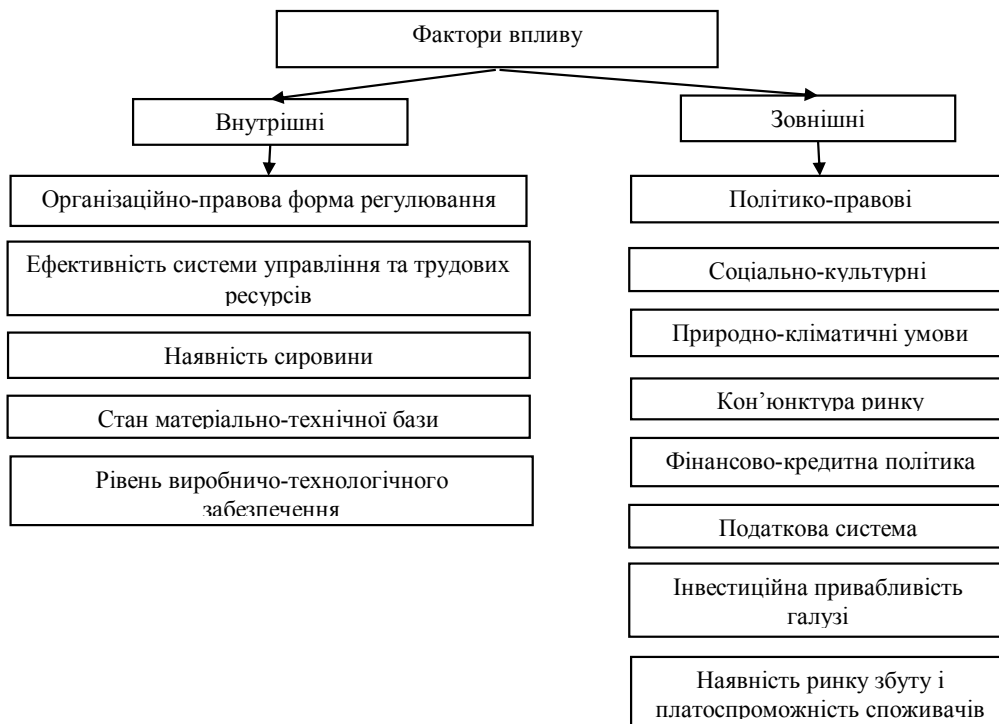 Фактори впливу
Внутрішні
Зовнішні
Організаційно-правова форма регулювання
Ефективність системи управління та трудових
ресурсів
Наявність сировини
Стан матеріально-технічної бази
Рівень виробничо-технологічного
забезпечення
Політико-правові
Соціально-культурні
Природно-кліматичні умови
Кон’юнктура ринку
Фінансово-кредитна політика
Податкова система
Інвестиційна привабливість
галузі
Наявність ринку збуту і
платоспроможність споживачів